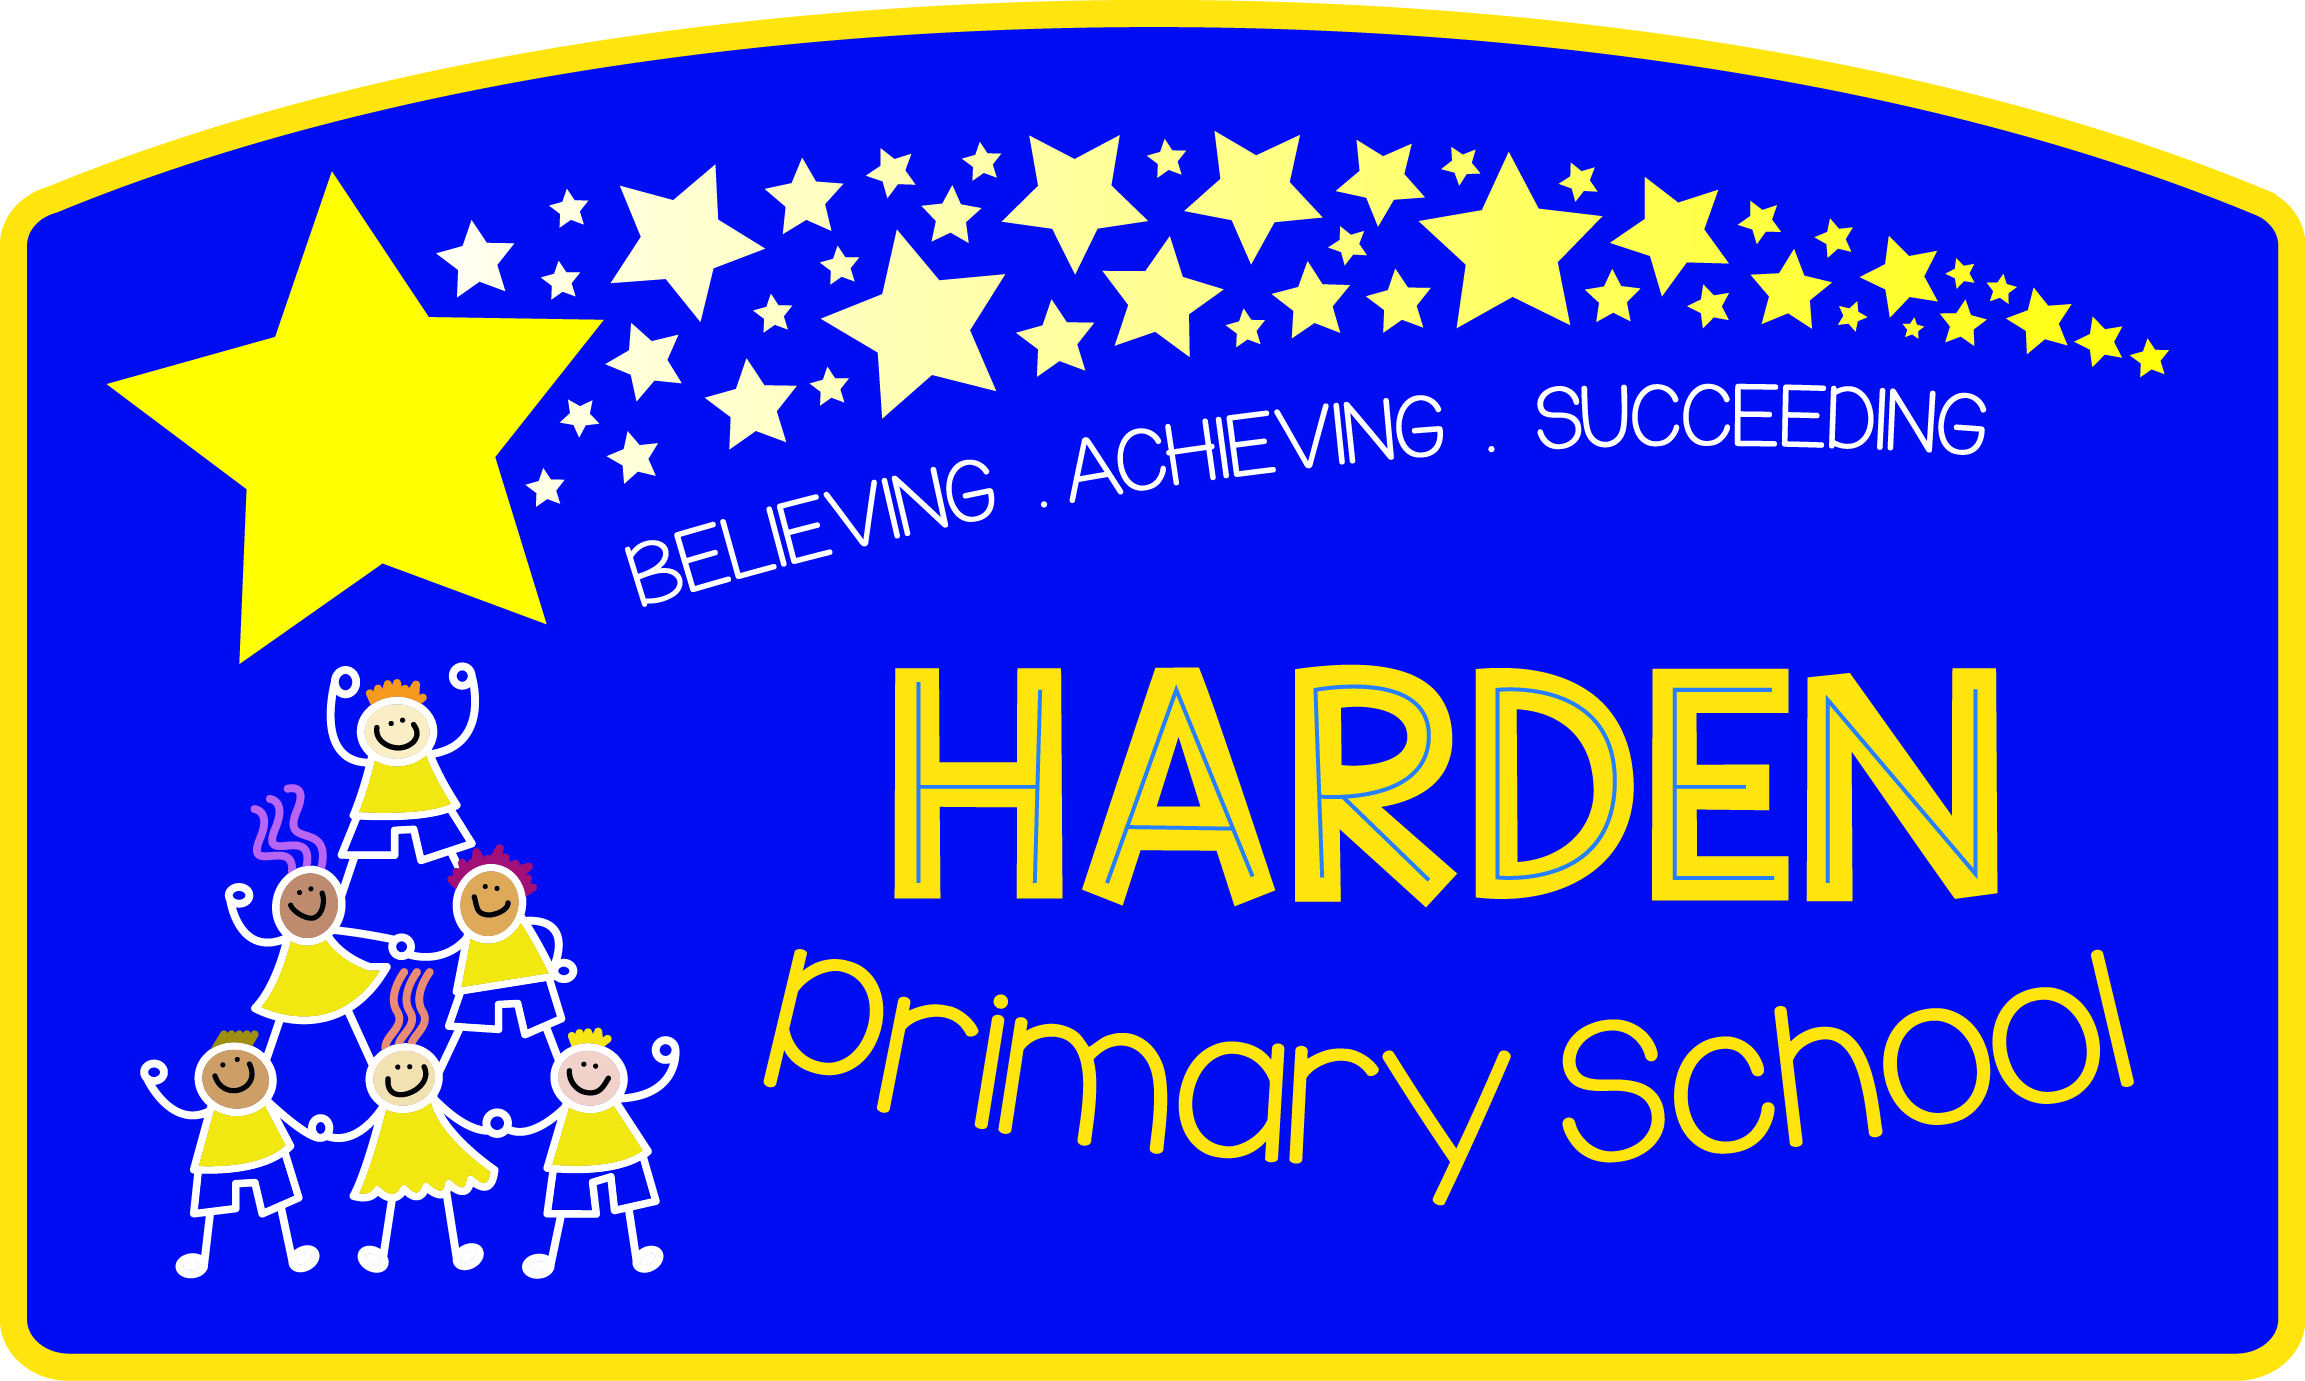 BELIEVING . ACHIEVING . SUCCEEDING
HARDEN
primary school